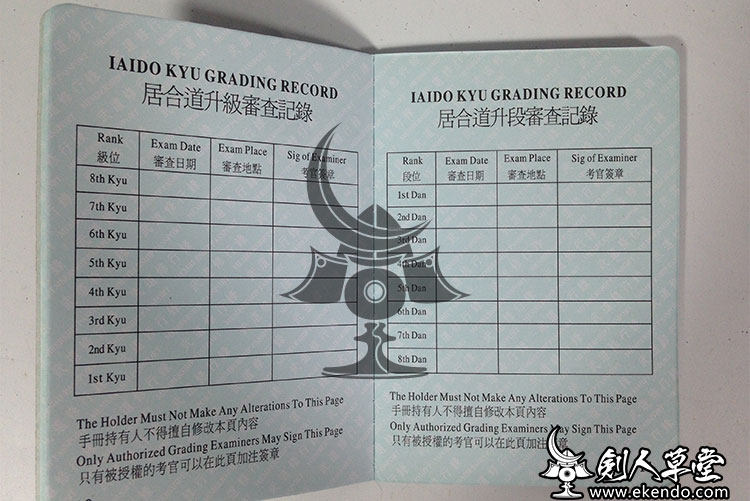 IAIDO KYU GRADING RECORD
居合道升級審查記錄
Rank Exam Date Exam Place Sig of Examiner
級位 審查日期 審查地點 考官簽章
8th Kyu
7th Kyu
6th Kyu
5th Kyu
4th Kyu
3rd Kyu
2nd Kyu
1st Kyu
The Holder Must Not Make Any Alterations To This Page
手冊持有人不得擅自修改本頁內容
Only Authorized Grading Examiners May Sign This Page
只有被授權的考官可以在此頁加注簽章
IAIDO KYU GRADING RECORD
居合道升段審查記錄
Rank Exam Date Exam Place Sig of Examiner
段位 審查日期 審查地點 考官簽章
1st Dan
2nd Dan
3rd Dan
4th Dan
5th Dan
6th Dan
7th Dan
8th Dan
The Holder Must Not Make Any Alterations To This Page
手冊持有人不得擅自修改本頁內容
Only Authorized Grading Examiners May Sign This Page
只有被授權的考官可以在此頁加注簽章
劍人草堂
www.ekendo.com